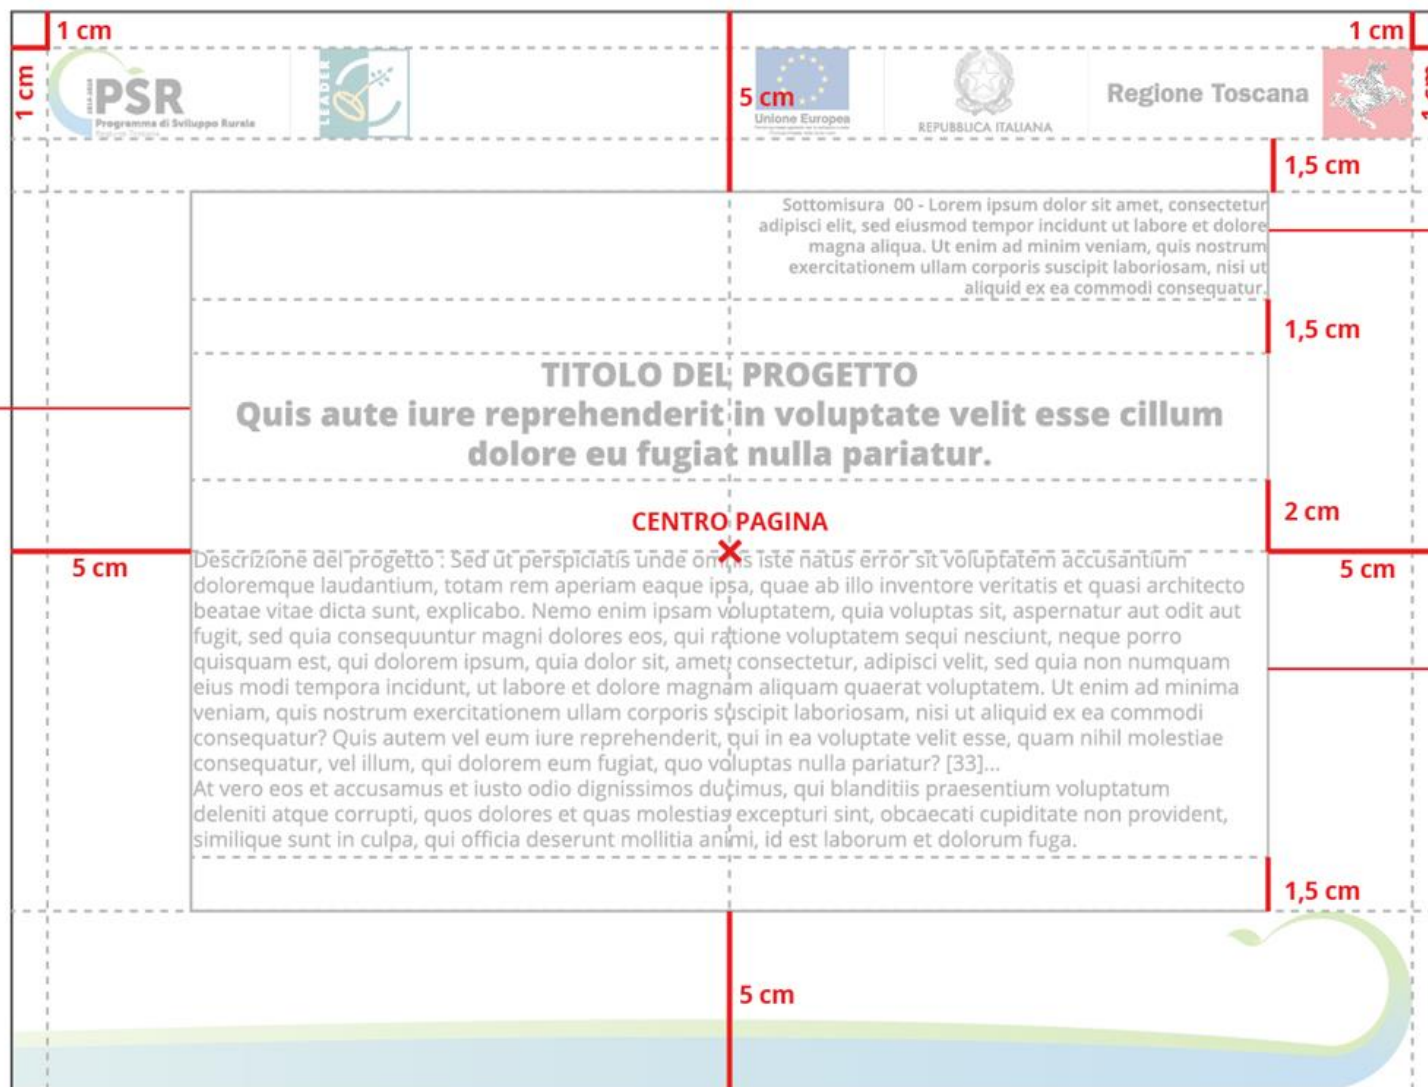 1 cm
1 cm
1 cm
1 cm
PSR
Programma di Sviluppo Rurale
LEADER
5 cm
Unione Europea
REPUBBLICA ITALIANA
Regione Toscana
1,5 cm
Sottomisura 00 - Lorem ipsum dolor sit amet, consectetur
adipisci elit, sed eiusmod tempor incidunt ut labore et dolore
magna aliqua. Ut enim ad minim veniam, quis nostrum
exercitationem ullam corporis suscipit laboriosam, nisi ut
aliquid ex ea commodi consequatur.
1,5 cm
TITOLO DEL PROGETTO
Quis aute iure reprehenderit in voluptate velit esse cillum
dolore eu fugiat nulla pariatur.
2 cm
CENTRO PAGINA
5 cm
5 cm
Descrizione del progetto : Sed ut perspiciatis unde omnis iste natus error sit voluptatem accusantium
doloremque laudantium, totam rem aperiam eaque ipsa, quae ab illo inventore veritatis et quasi architecto
beatae vitae dicta sunt, explicabo. Nemo enim ipsam voluptatem, quia voluptas sit, aspernatur aut odit aut
fugit, sed quia consequuntur magni dolores eos, qui ratione voluptatem sequi nesciunt, neque porro
quisquam est, qui dolorem ipsum, quia dolor sit, amet, consectetur, adipisci velit, sed quia non numquam
eius modi tempora incidunt, ut labore et dolore magnam aliquam quaerat voluptatem. Ut enim ad minima
veniam, quis nostrum exercitationem ullam corporis suscipit laboriosam, nisi ut aliquid ex ea commodi
consequatur? Quis autem vel eum iure reprehenderit, qui in ea voluptate velit esse, quam nihil molestiae
consequatur, vel illum, qui dolorem eum fugiat, quo voluptas nulla pariatur? [33]...
At vero eos et accusamus et iusto odio dignissimos ducimus, qui blanditiis praesentium voluptatum
deleniti atque corrupti, quos dolores et quas molestias excepturi sint, obcaecati cupiditate non provident,
similique sunt in culpa, qui officia deserunt mollitia animi, id est laborum et dolorum fuga.
1,5 cm
5 cm